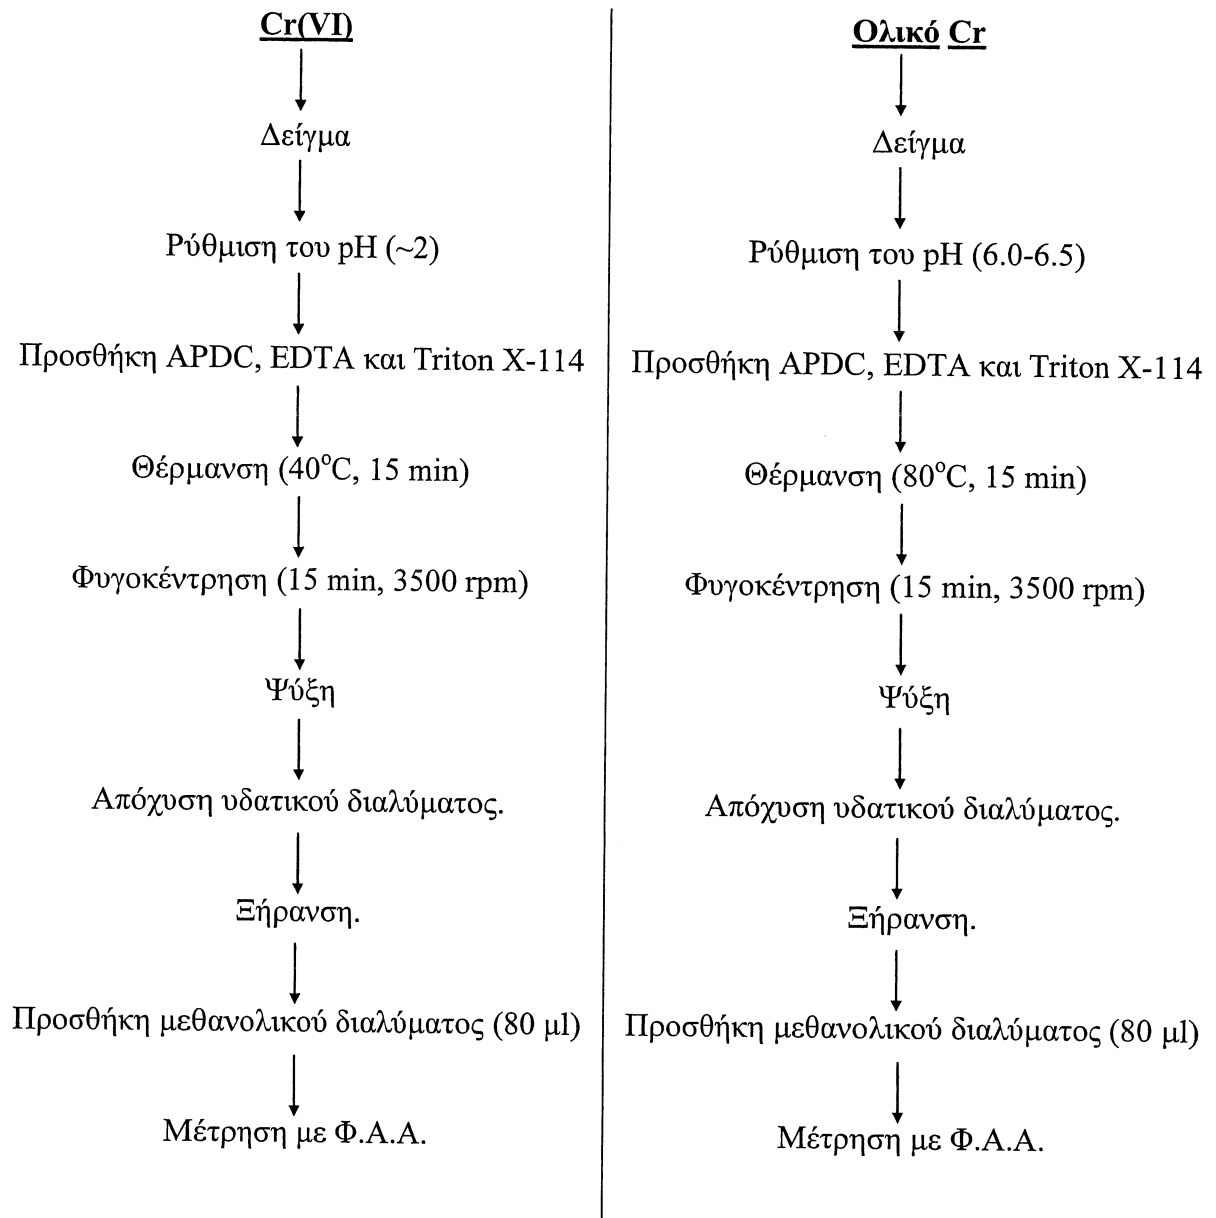 Cr(VI)
Δείγμα
Ρύθμιση του pH (~2)
Προσθήκη APDC, EDTA και Triton X-114
Θέρμανση (40°C, 15 min)
Φυγοκέντρηση (15 min, 3500 rpm)
Ψύξη
Απόχυση υδατικού διαλύματος.
Ξήρανση.
Προσθήκη μεθανολικού διαλύματος (80 μl)
Μέτρηση με Φ.Α.Α.
Ολικό Cr
Δείγμα
Ρύθμιση του pH (6.0-6.5)
Προσθήκη APDC, EDTA και Triton X-114
Θέρμανση (80°C, 15 min)
Φυγοκέντρηση (15 min, 3500 rpm)
Ψύξη
Απόχυση υδατικού διαλύματος.
Ξήρανση.
Προσθήκη μεθανολικού διαλύματος (80 μl)
Μέτρηση με Φ.Α.Α.